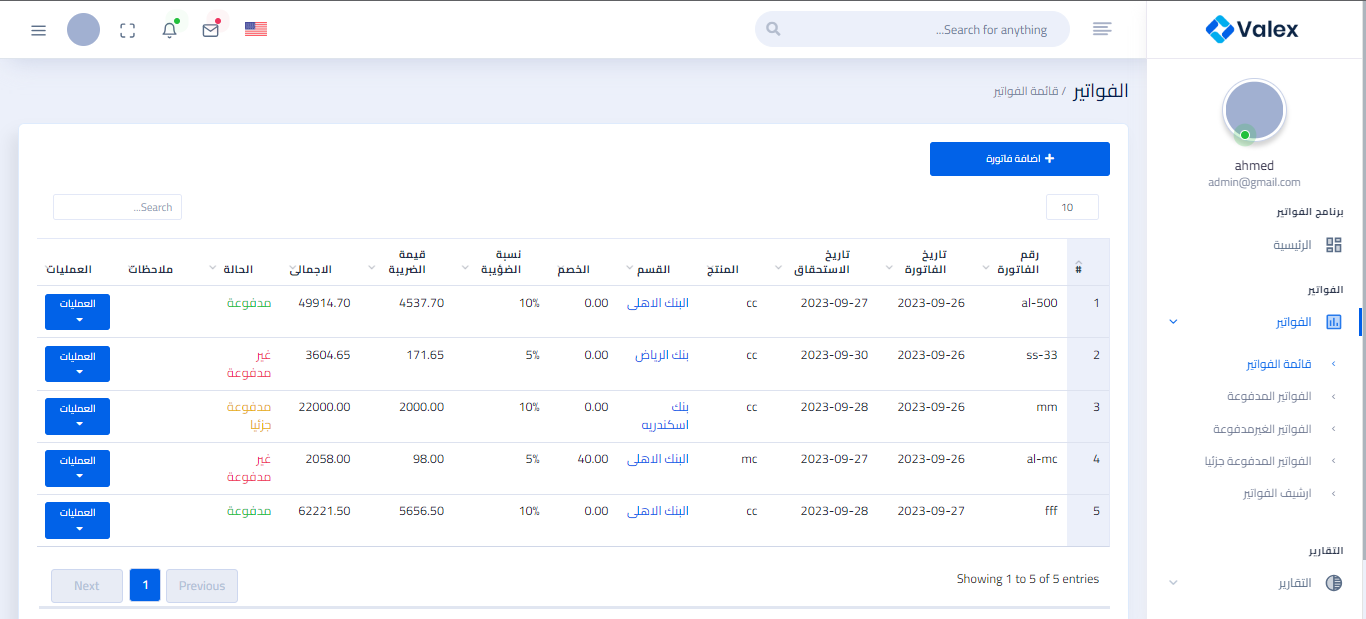 Valex
Search for anything...
ahmed
admin@gmail.com
برنامج الفواتير
الرئيسية
الفواتير
الفواتير
قائمة الفواتير
الفواتير المدفوعة
الفواتير الغيرمدفوعة
الفواتير المدفوعة جزئيا
ارشيف الفواتير
التقارير
التقارير
الفواتير / قائمة الفواتير
اضافة فاتورة
10
Search...
# رقم الفاتورة تاريخ الفاتورة تاريخ الاستحقاق المنتج القسم الخصم نسبة الضؤيبة قيمة الضريبة الاجمالى الحالة ملاحظات العمليات
1 al-500 2023-09-26 2023-09-27 cc البنك الاهلى 0.00 10% 4537.70 49914.70 مدفوعة العمليات
2 ss-33 2023-09-26 2023-09-30 cc بنك الرياض 0.00 5% 171.65 3604.65 غير مدفوعة العمليات
3 mm 2023-09-26 2023-09-28 cc بنك اسكندريه 0.00 10% 2000.00 22000.00 مدفوعة جزئيا العمليات
4 al-mc 2023-09-26 2023-09-27 mc البنك الاهلى 40.00 5% 98.00 2058.00 غير مدفوعة العمليات
5 fff 2023-09-27 2023-09-28 cc البنك الاهلى 0.00 10% 5656.50 62221.50 مدفوعة العمليات
Showing 1 to 5 of 5 entries
Previous 1 Next